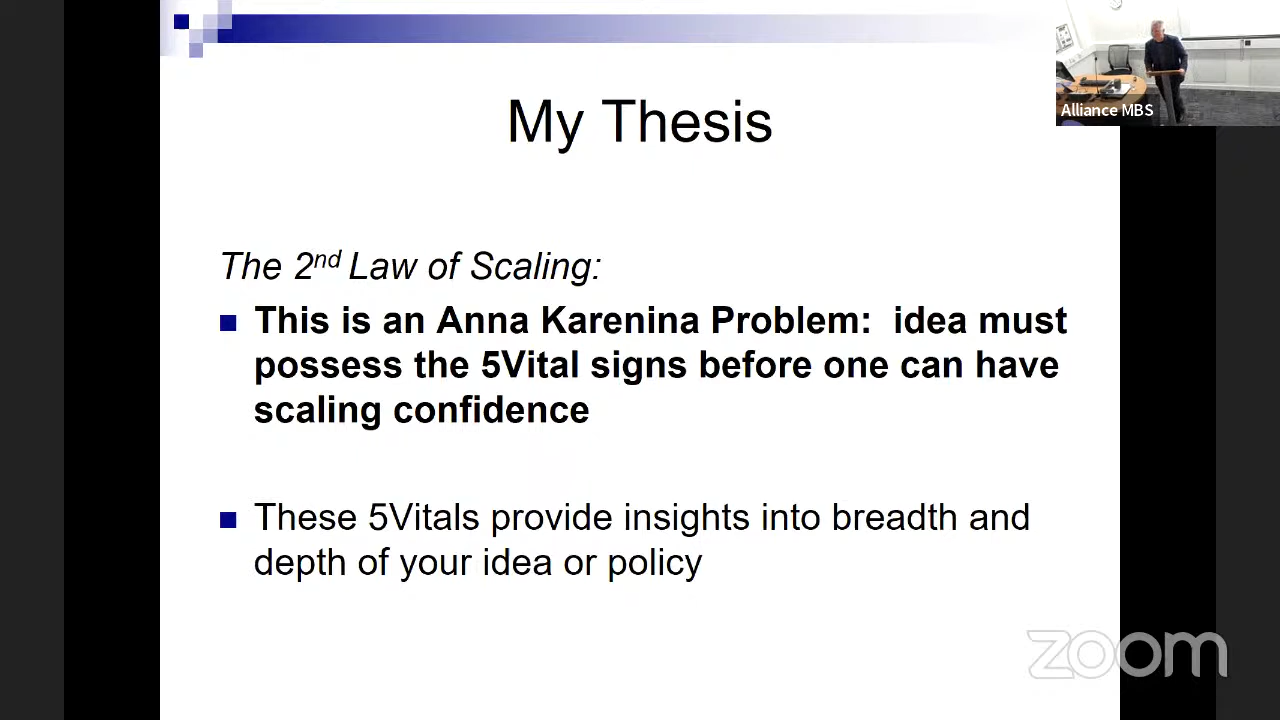 Alliance MBS
My Thesis
The 2nd Law of Scaling:
This is an Anna Karenina Problem: idea must
possess the 5Vital signs before one can have
scaling confidence
These 5Vitals provide insights into breadth and
depth of your idea or policy
zoom